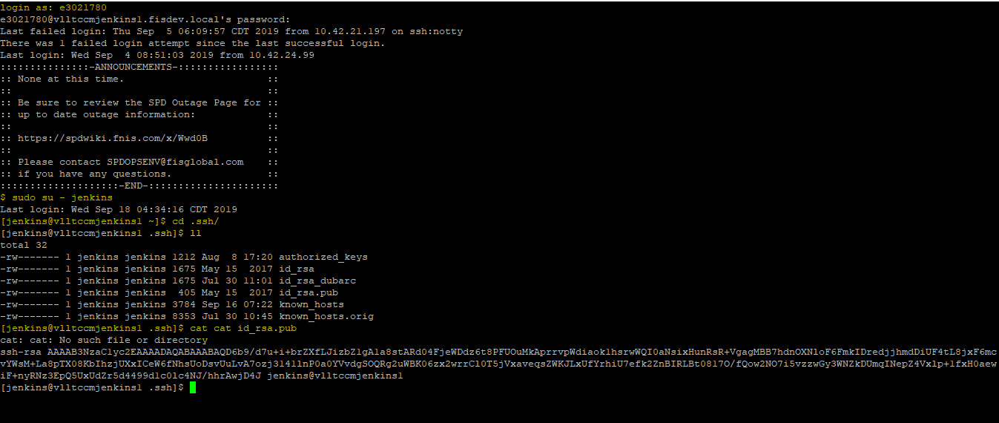 login as: e3021780
e3021780@vlltccmjenkins1.fisdev.local's password:
Last failed login: Thu Sep  5 06:09:57 CDT 2019 from 10.42.21.197 on ssh:notty
There was 1 failed login attempt since the last successful login.
Last login: Wed Sep  4 08:51:03 2019 from 10.42.24.99
:::::::::::::::-ANNOUNCEMENTS-:::::::::::::::::
:: None at this time.                        ::
::                                           ::
:: Be sure to review the SPD Outage Page for ::
:: up to date outage information:            ::
::                                           ::
:: https://spdwiki.fnis.com/x/Wwd0B          ::
::                                           ::
:: Please contact SPDOPSENV@fisglobal.com    ::
:: if you have any questions.                ::
::::::::::::::::::::-END-::::::::::::::::::::::
$ sudo su - jenkins
Last login: Wed Sep 18 04:34:16 CDT 2019
[jenkins@vlltccmjenkins1 ~]$ cd .ssh/
[jenkins@vlltccmjenkins1 .ssh]$ ll
total 32
-rw------- 1 jenkins jenkins 1212 Aug  8 17:20 authorized_keys
-rw------- 1 jenkins jenkins 1675 May 15  2017 id_rsa
-rw------- 1 jenkins jenkins 1675 Jul 30 11:01 id_rsa_dubarc
-rw------- 1 jenkins jenkins  405 May 15  2017 id_rsa.pub
-rw------- 1 jenkins jenkins 3784 Sep 16 07:22 known_hosts
-rw------- 1 jenkins jenkins 8353 Jul 30 10:45 known_hosts.orig
[jenkins@vlltccmjenkins1 .ssh]$ cat cat id_rsa.pub
cat: cat: No such file or directory
ssh-rsa AAAAB3NzaC1yc2EAAAADAQABAAABAQD6b9/d7u+i+brZXfLJizbZlgAla8stARd04FjeWDdz6t8PFUOuMkAprrvpWdiaoklhsrwWQI0aNsixHunRsR+VgagMBB7hdnOXNloF6FmkIDredjjhmdDiUF4tL8jxF6mc
vYWsM+La8pTX08KbIhzjUXxICeW6fNhsUoDsvUuLvA7ozj3l4llnP0a0YVvdgSOQRg2uWBK06zx2wrrCl0T5jVxaveqsZWKJLxUfYrhiU7efk2ZnBIRLBt08l7O/fQow2NO7i5vzzwGy3WNZkDUmqINepZ4Vxlp+lfxH0aew
iF+nyRNz3EpQ5UxUdZr5d4499dlc0lc4NJ/hhrAwjD4J jenkins@vlltccmjenkins1
[jenkins@vlltccmjenkins1 .ssh]$